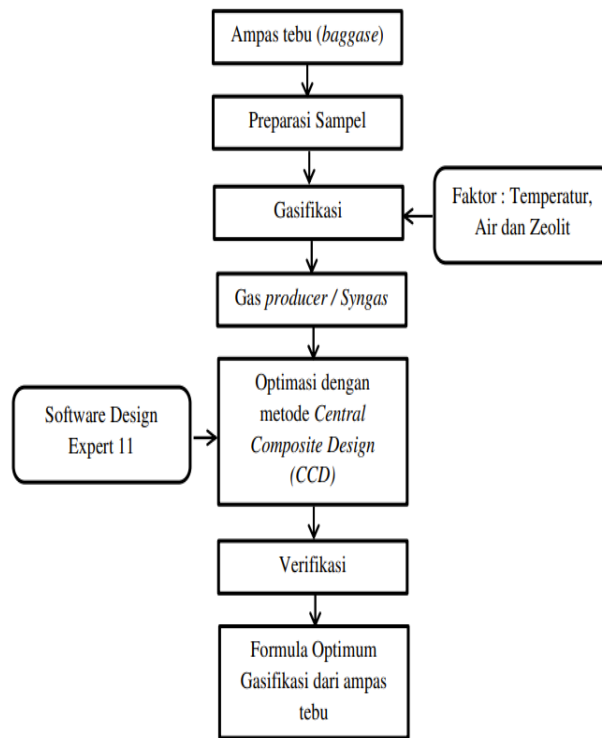 Ampas tebu (baggase)
Preparasi Sampel
Gasifikasi
Faktor : Temperatur,
Air dan Zeolit
Gas producer / Syngas
Optimasi dengan
metode Central
Composite Design
(CCD)
Software Design
Expert 11
Verifikasi
Formula Optimum
Gasifikasi dari ampas
tebu